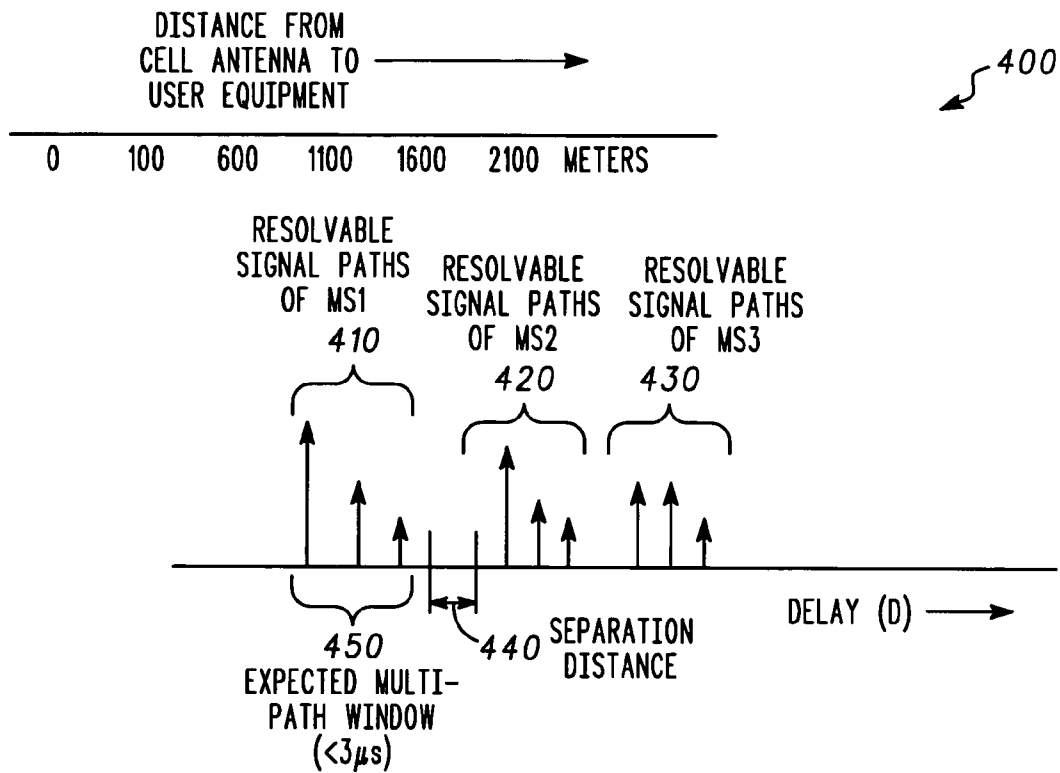 DISTANCE FROM
CELL ANTENNA TO
USER EQUIPMENT
400
0 100 600 1100 1600 2100 METERS
RESOLVABLE
SIGNAL PATHS
OF MS1
410
RESOLVABLE
SIGNAL PATHS
OF MS2
420
RESOLVABLE
SIGNAL PATHS
OF MS3
430
DELAY (D)
440 SEPARATION
DISTANCE
450
EXPECTED MULTI-
PATH WINDOW
(<3μs)